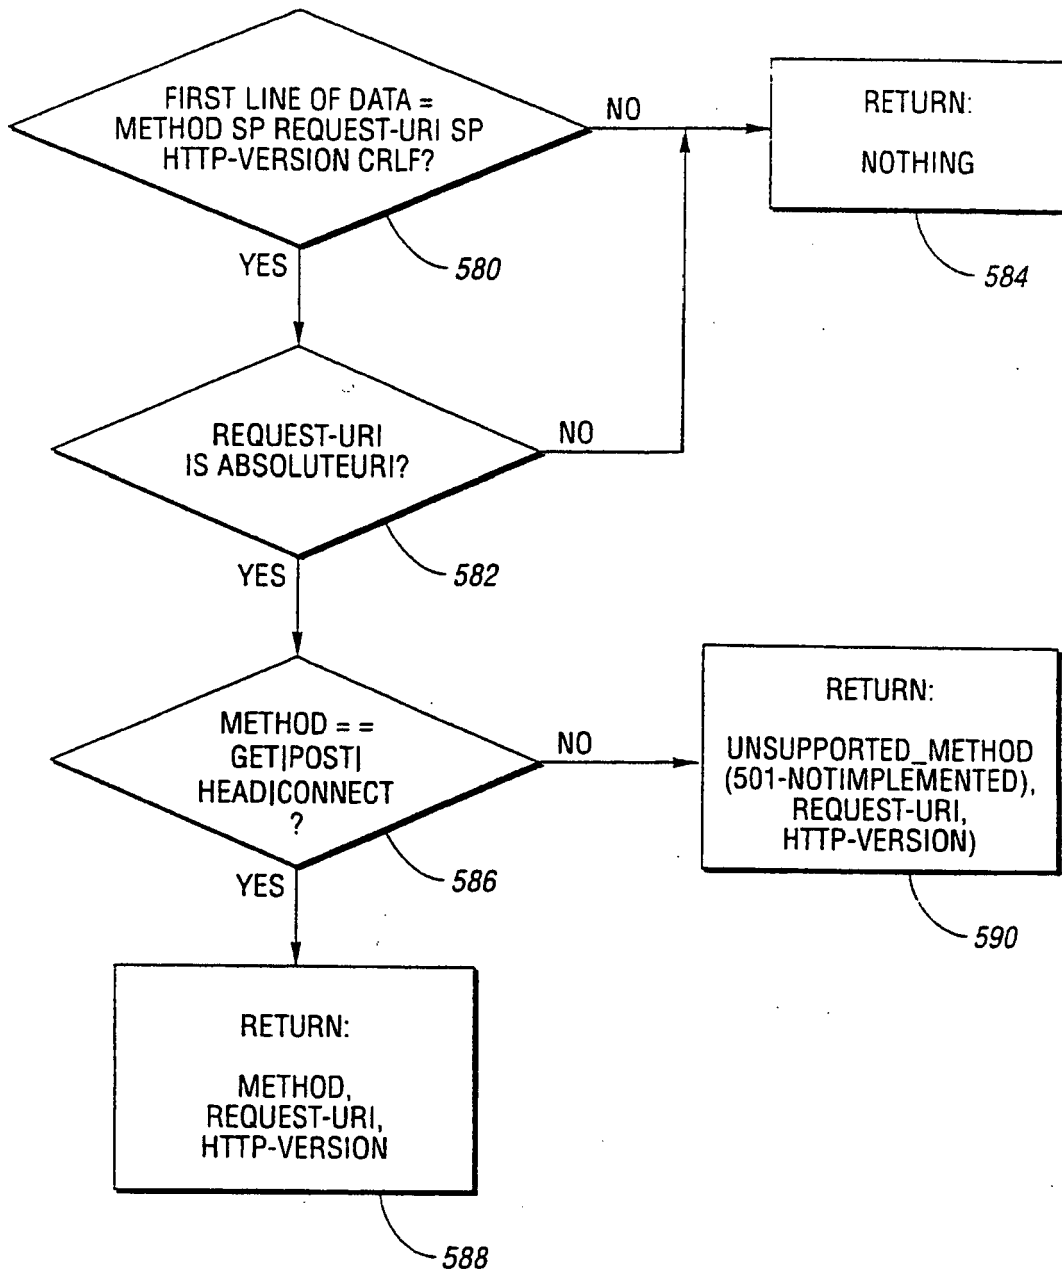 FIRST LINE OF DATA =
METHOD SP REQUEST-URI SP
HTTP-VERSION CRLF?
NO
RETURN:
NOTHING
584
YES
580
REQUEST-URI
IS ABSOLUTEURI?
NO
YES
582
METHOD = =
GET|POST|
HEAD|CONNECT
?
NO
RETURN:
UNSUPPORTED_METHOD
(501-NOTIMPLEMENTED),
REQUEST-URI,
HTTP-VERSION)
590
YES
586
RETURN:
METHOD,
REQUEST-URI,
HTTP-VERSION
588